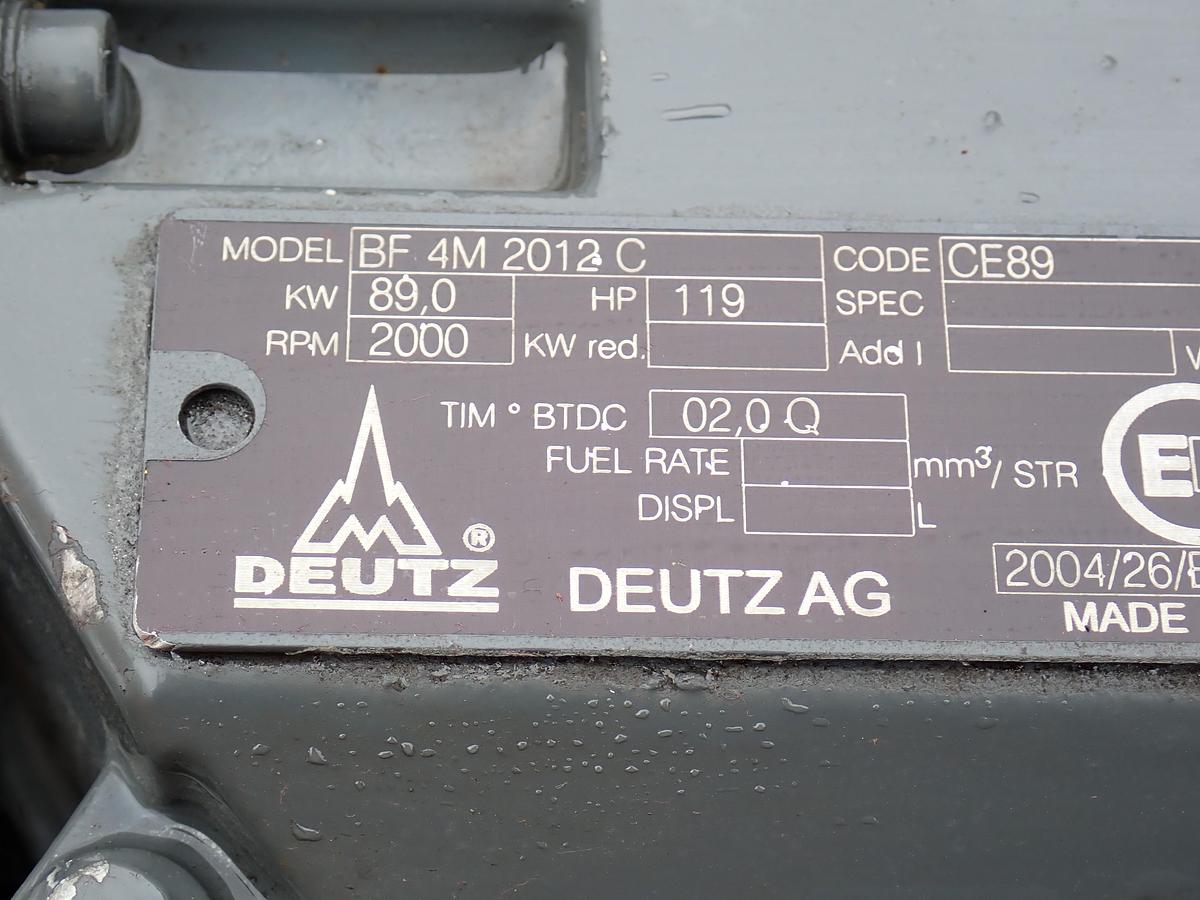 MODEL BF 4M 2012 C CODE CE89
KW 89,0 HP 119 SPEC
RPM 2000 KW red. Add I
TIM ° BTDC 02,0 Q
FUEL RATE mm³/ STR
DISPL L
DEUTZ ®
DEUTZ AG
2004/26/
MADE